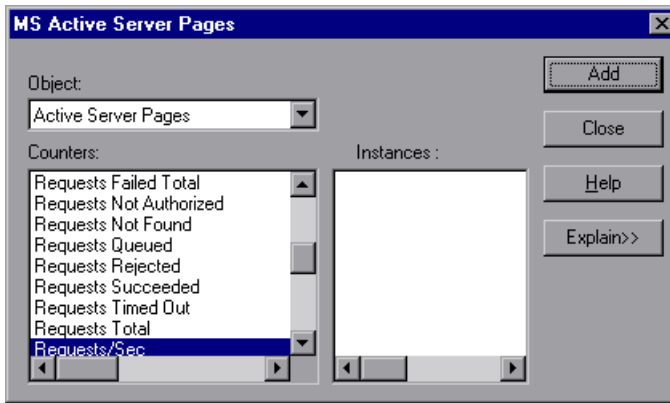 MS Active Server Pages
Object:
Active Server Pages
Counters:
Instances :
Requests Failed Total
Requests Not Authorized
Requests Not Found
Requests Queued
Requests Rejected
Requests Succeeded
Requests Timed Out
Requests Total
Requests/Sec
Add
Close
Help
Explain>>